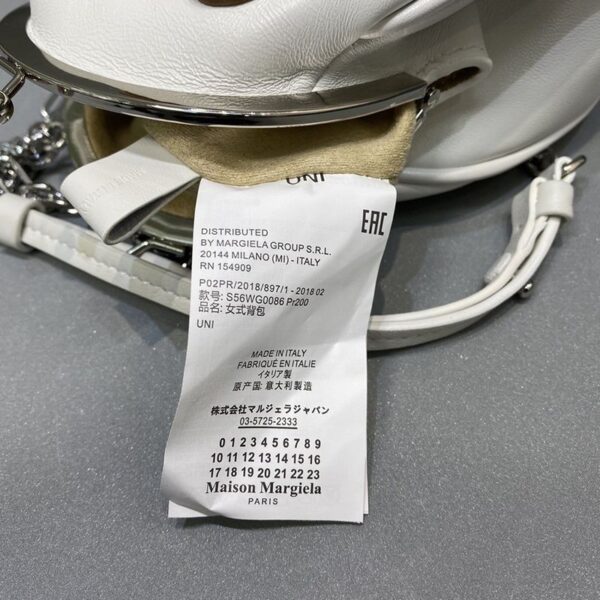 UNI
EAC
DISTRIBUTED
BY MARGIELA GROUP S.R.L.
20144 MILANO (MI) - ITALY
RN 154909
P02PR/2018/897/1 - 2018 02
款号: S56WG0086 Pr200
品名: 女式背包
UNI
MADE IN ITALY
FABRIQUÉ EN ITALIE
イタリア製
原产国: 意大利製造
株式会社マルジェラジャパン
03-5725-2333
0 1 2 3 4 5 6 7 8 9
10 11 12 13 14 15 16
17 18 19 20 21 22 23
Maison Margiela
PARIS